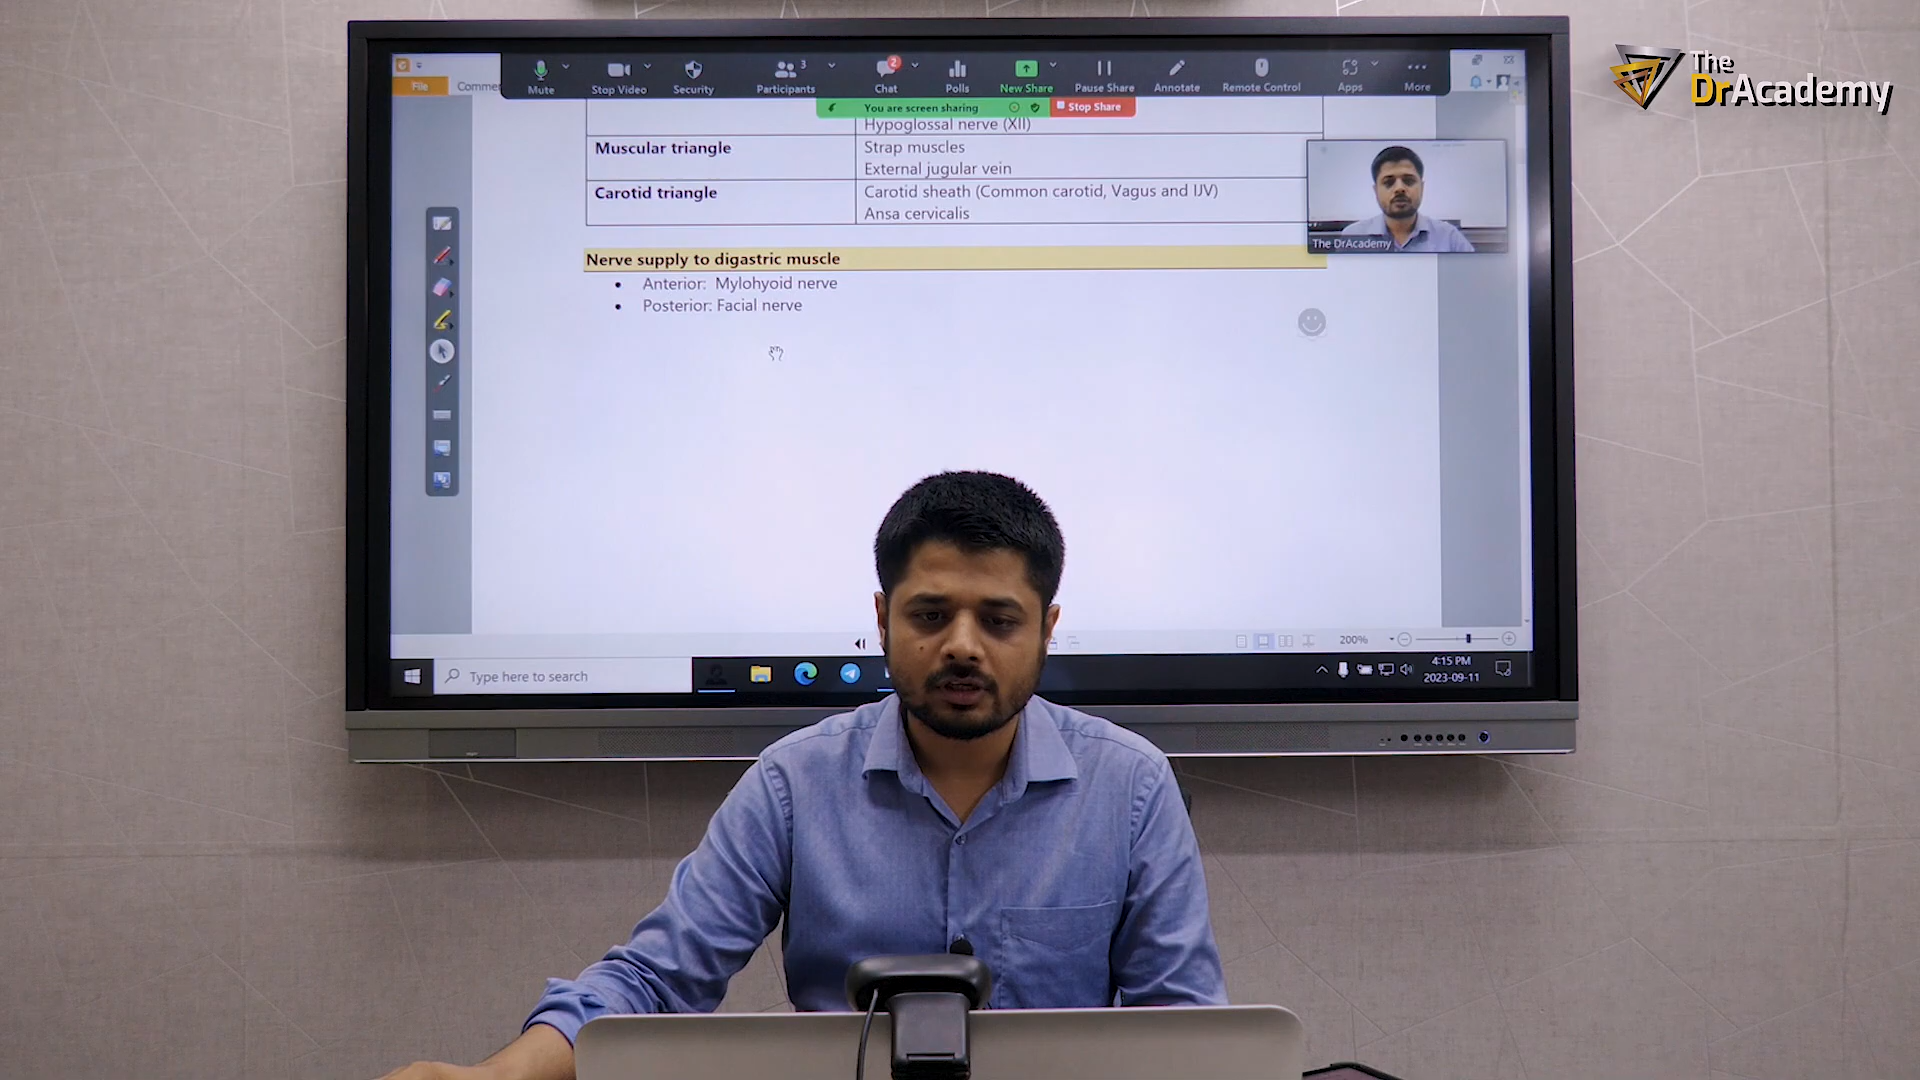 The
DrAcademy
Mute
Stop Video
Security
Participants
3
Chat
2
Polls
New Share
Pause Share
Annotate
Remote Control
Apps
More
File
Comme
You are screen sharing
Stop Share
Hypoglossal nerve (XII)
Muscular triangle
Strap muscles
External jugular vein
Carotid triangle
Carotid sheath (Common carotid, Vagus and IJV)
Ansa cervicalis
The DrAcademy
Nerve supply to digastric muscle
• Anterior: Mylohyoid nerve
• Posterior: Facial nerve
200%
Type here to search
4:15 PM
2023-09-11